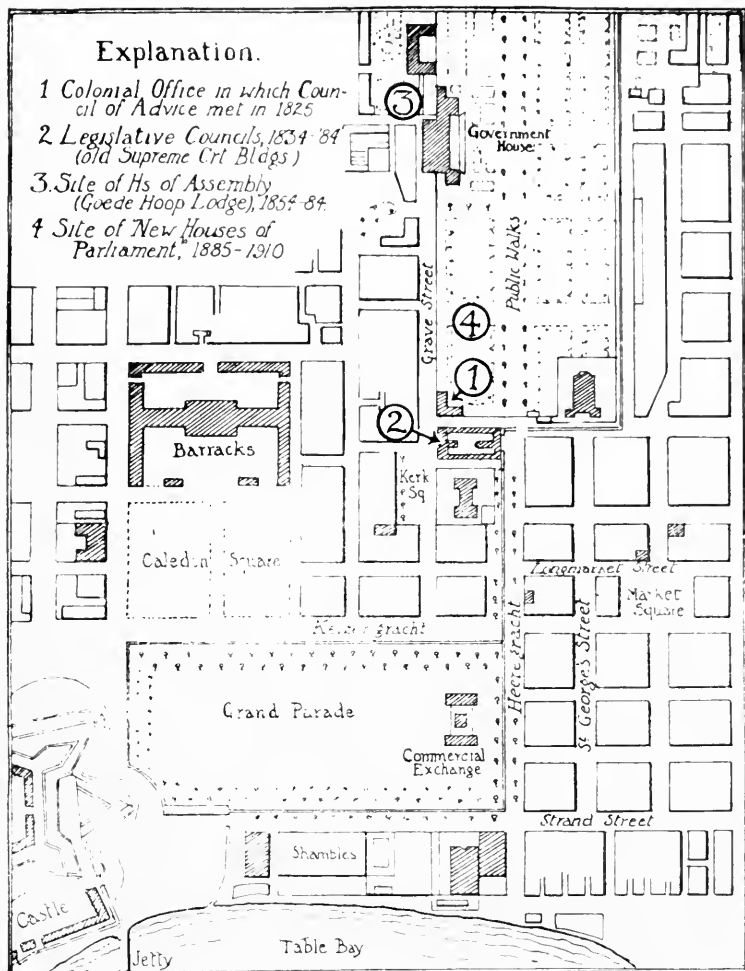 Explanation.
1 Colonial Office in which Coun-
cil of Advice met in 1825
2 Legislative Councils, 1834-84
(old Supreme Crt Bldgs)
3. Site of Hs of Assembly
(Goede Hoop Lodge), 1854-84.
4 Site of New Houses of
Parliament," 1885-1910
3
Government
House
Public Walks
Grave Street
4
1
2
Barracks
Kerk
Sq
Caledon Square
Longmarket Street
Market
Square
Keizersgracht
Heeregracht
St George's Street
Grand Parade
Commercial
Exchange
Strand Street
Shambles
Castle
Jetty
Table Bay